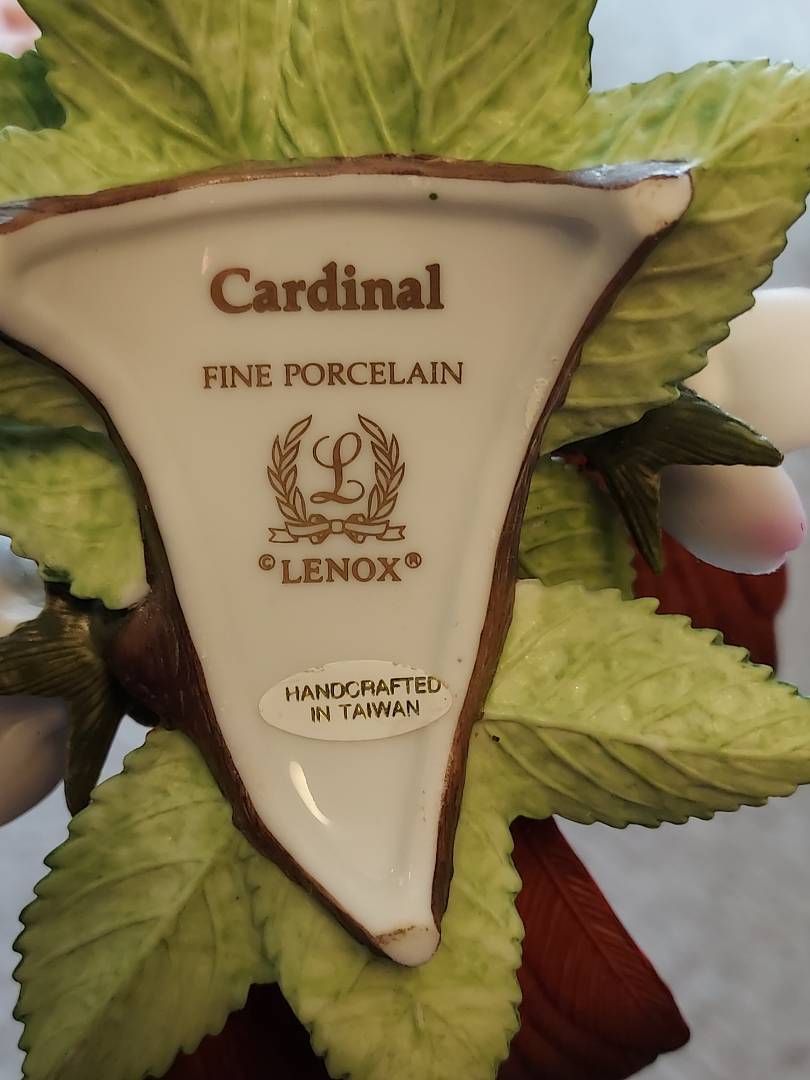 Cardinal
FINE PORCELAIN
L
© LENOX®
HANDCRAFTED
IN TAIWAN